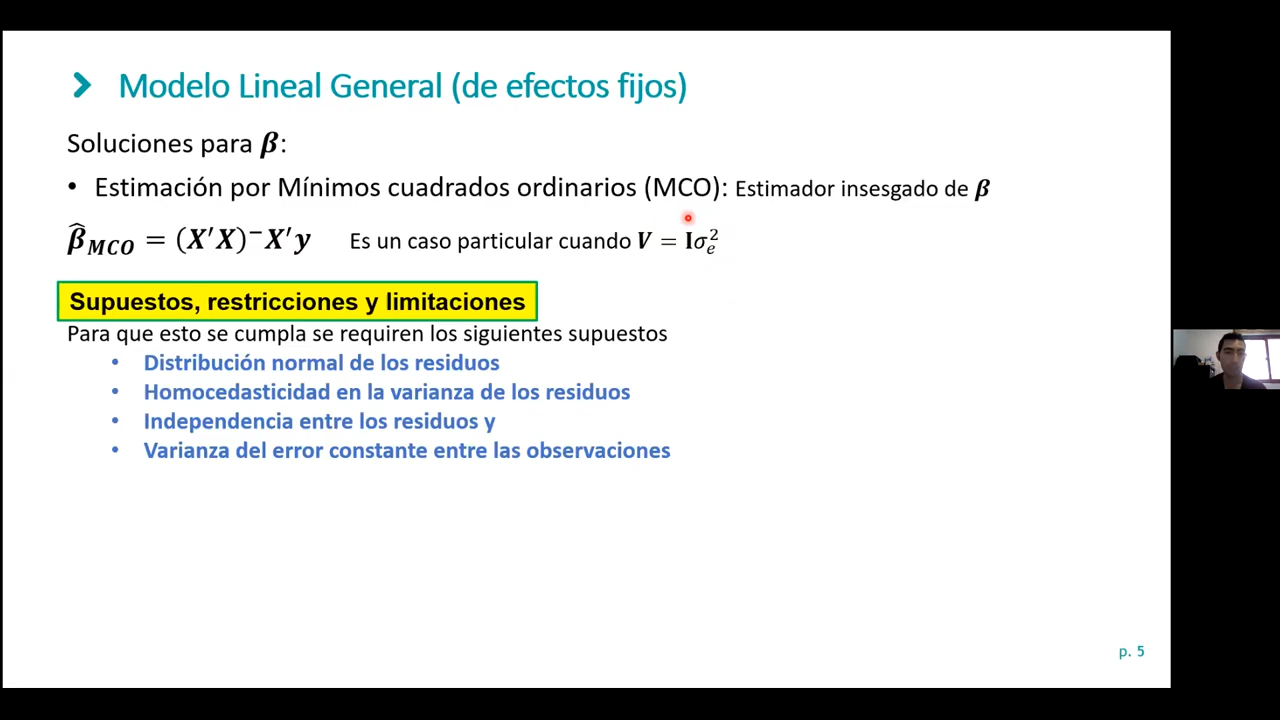 Modelo Lineal General (de efectos fijos)
Soluciones para 𝜷:
• Estimación por Mínimos cuadrados ordinarios (MCO): Estimador insesgado de 𝜷
𝜷̂_MCO = (X′X)⁻X′y Es un caso particular cuando V = Iσₑ²
Supuestos, restricciones y limitaciones
Para que esto se cumpla se requiren los siguientes supuestos
• Distribución normal de los residuos
• Homocedasticidad en la varianza de los residuos
• Independencia entre los residuos y
• Varianza del error constante entre las observaciones
p. 5